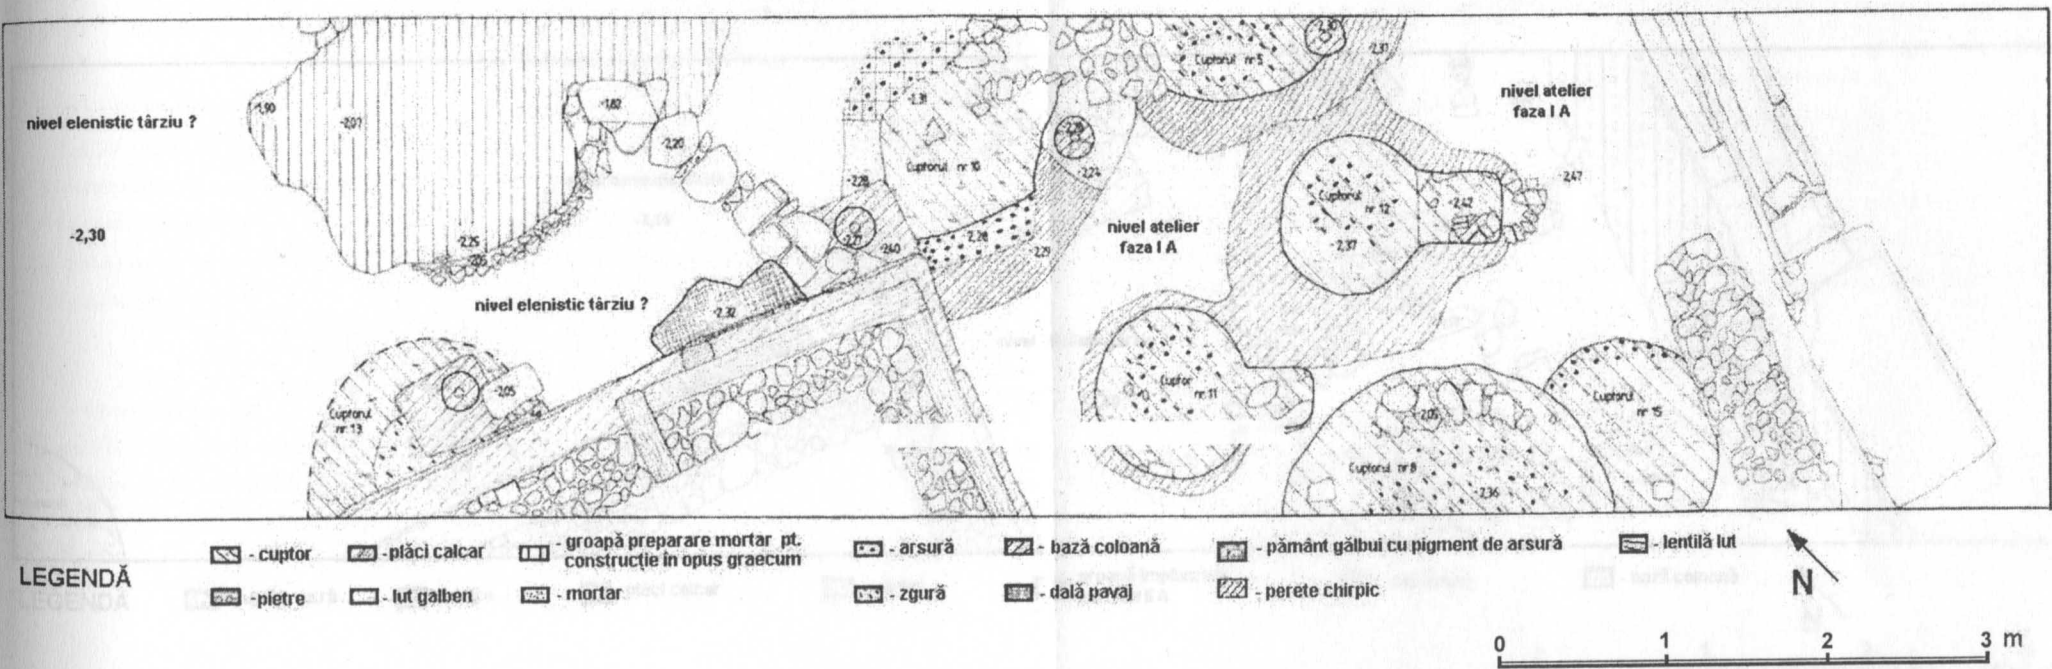 nivel elenistic târziu ?
-2,30
-1,90
-2,07
-2,25
-1,82
-2,20
nivel elenistic târziu ?
-2,32
Cuptorul
nr 13
-2,05
-2,31
Cuptorul nr 10
-2,28
-2,27
-2,40
-2,28
-2,29
-2,24
Cuptorul nr 5
-2,30
-2,37
nivel atelier
faza I A
nivel atelier
faza I A
Cuptorul
nr 12
-2,37
-2,42
-2,47
Cuptor
nr. 11
-2,05
Cuptorul nr 8
-2,36
Cuptorul
nr 15
LEGENDĂ
- cuptor
- plăci calcar
- groapă preparare mortar pt.
construcție în opus graecum
- arsură
- bază coloană
- pământ gălbui cu pigment de arsură
- lentilă lut
- pietre
- lut galben
- mortar
- zgură
- dală pavaj
- perete chirpic
N
0 1 2 3 m